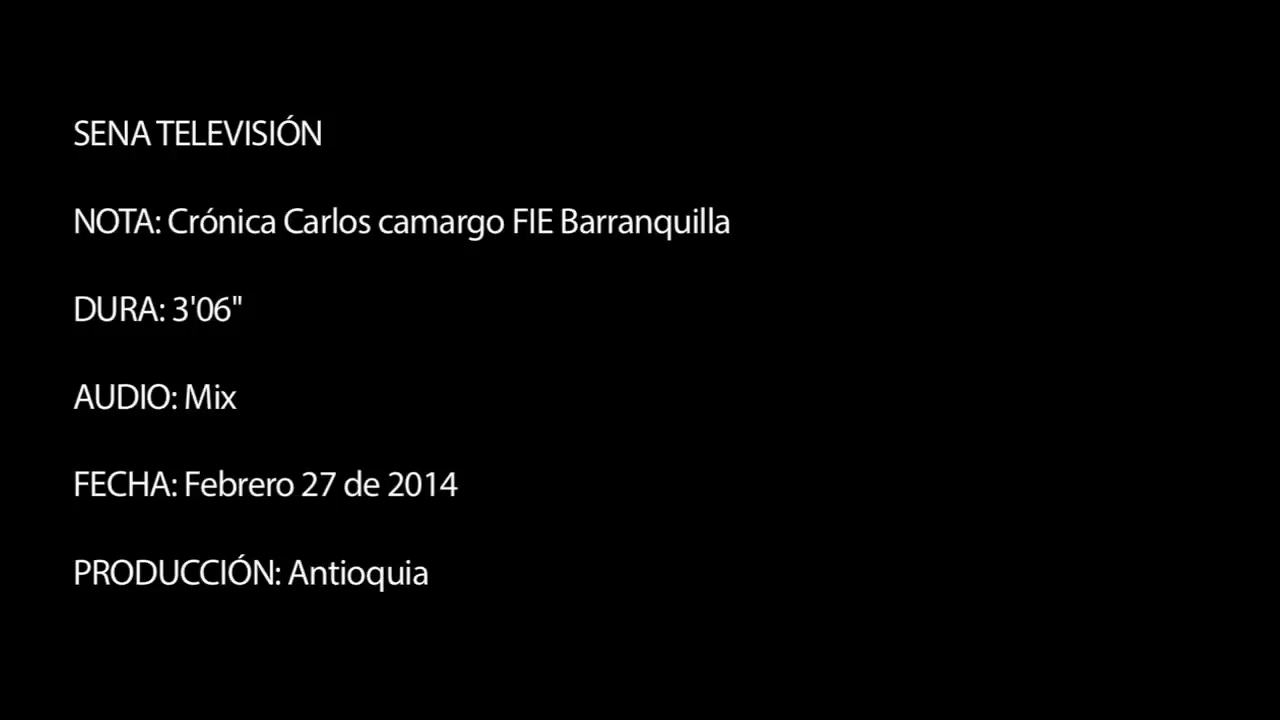 SENA TELEVISIÓN
NOTA: Crónica Carlos camargo FIE Barranquilla
DURA: 3'06"
AUDIO: Mix
FECHA: Febrero 27 de 2014
PRODUCCIÓN: Antioquia